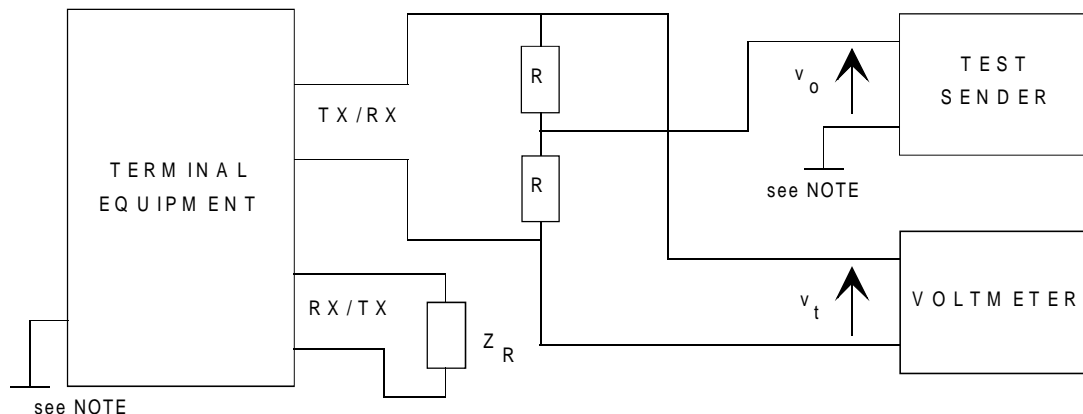 TERMINAL
EQUIPMENT
TX/RX
RX/TX
Z R
see NOTE
R
R
v o
see NOTE
TEST
SENDER
v t
VOLTMETER